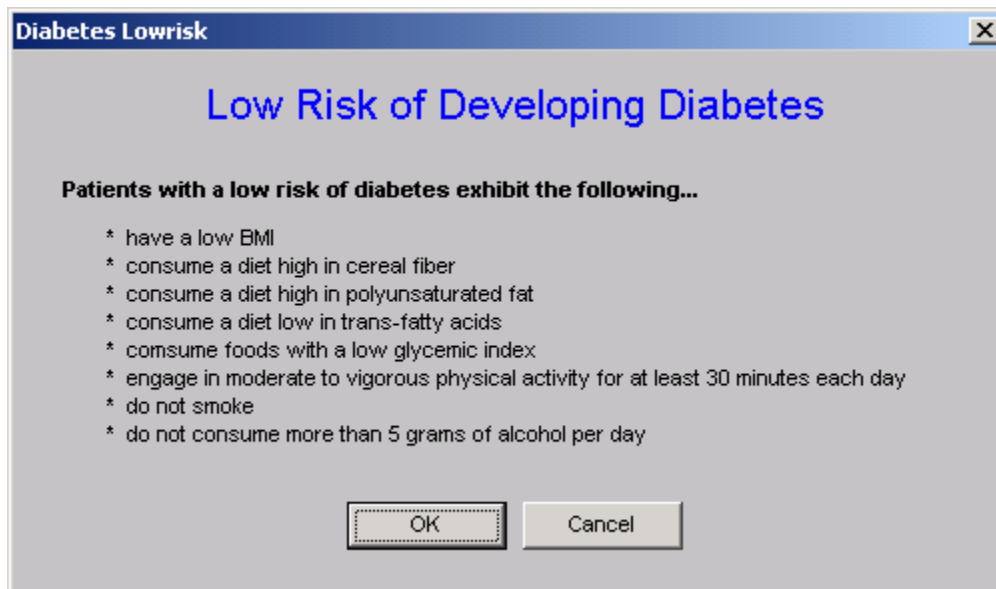 Diabetes Lowrisk
Low Risk of Developing Diabetes
Patients with a low risk of diabetes exhibit the following...
* have a low BMI
* consume a diet high in cereal fiber
* consume a diet high in polyunsaturated fat
* consume a diet low in trans-fatty acids
* comsume foods with a low glycemic index
* engage in moderate to vigorous physical activity for at least 30 minutes each day
* do not smoke
* do not consume more than 5 grams of alcohol per day
OK Cancel